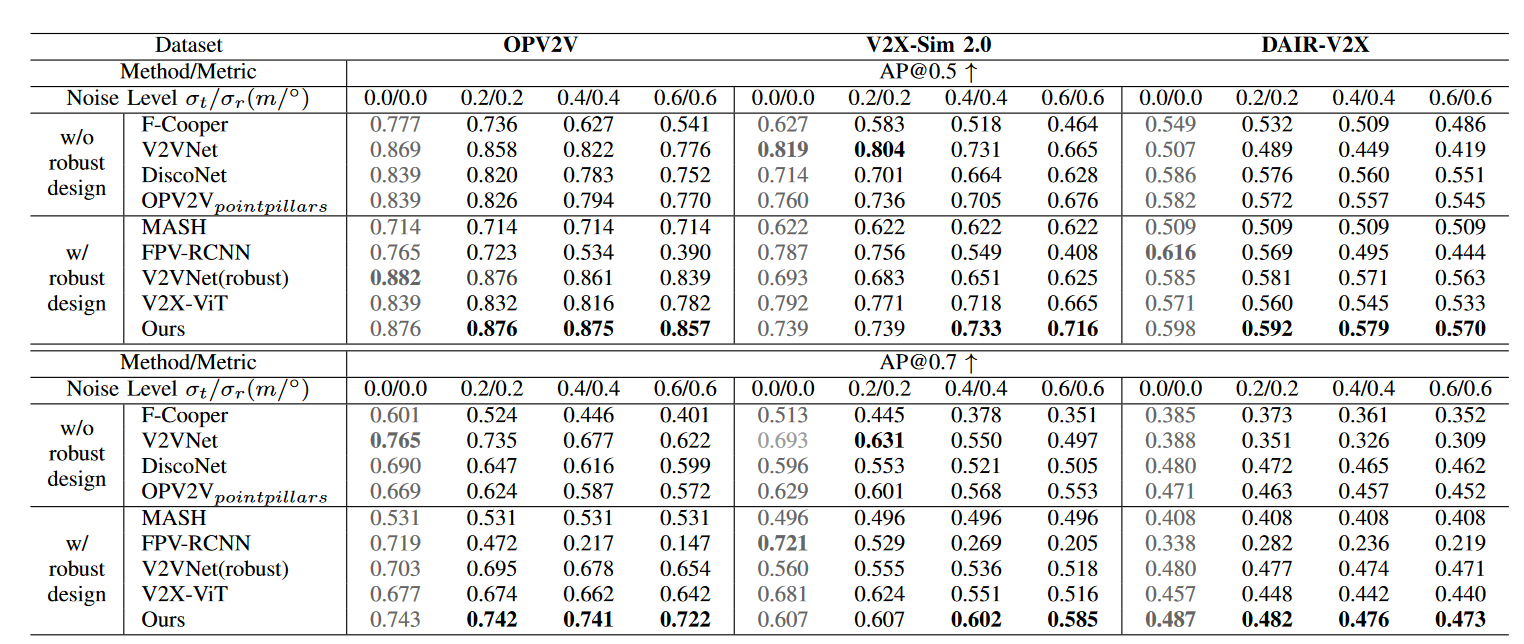 Dataset OPV2V V2X-Sim 2.0 DAIR-V2X
Method/Metric AP@0.5 ↑
Noise Level σt/σr(m/°) 0.0/0.0 0.2/0.2 0.4/0.4 0.6/0.6 0.0/0.0 0.2/0.2 0.4/0.4 0.6/0.6 0.0/0.0 0.2/0.2 0.4/0.4 0.6/0.6
w/o robust design
F-Cooper 0.777 0.736 0.627 0.541 0.627 0.583 0.518 0.464 0.549 0.532 0.509 0.486
V2VNet 0.869 0.858 0.822 0.776 0.819 0.804 0.731 0.665 0.507 0.489 0.449 0.419
DiscoNet 0.839 0.820 0.783 0.752 0.714 0.701 0.664 0.628 0.586 0.576 0.560 0.551
OPV2Vpointpillars 0.839 0.826 0.794 0.770 0.760 0.736 0.705 0.676 0.582 0.572 0.557 0.545
w/ robust design
MASH 0.714 0.714 0.714 0.714 0.622 0.622 0.622 0.622 0.509 0.509 0.509 0.509
FPV-RCNN 0.765 0.723 0.534 0.390 0.787 0.756 0.549 0.408 0.616 0.569 0.495 0.444
V2VNet(robust) 0.882 0.876 0.861 0.839 0.693 0.683 0.651 0.625 0.585 0.581 0.571 0.563
V2X-ViT 0.839 0.832 0.816 0.782 0.792 0.771 0.718 0.665 0.571 0.560 0.545 0.533
Ours 0.876 0.876 0.875 0.857 0.739 0.739 0.733 0.716 0.598 0.592 0.579 0.570
Method/Metric AP@0.7 ↑
Noise Level σt/σr(m/°) 0.0/0.0 0.2/0.2 0.4/0.4 0.6/0.6 0.0/0.0 0.2/0.2 0.4/0.4 0.6/0.6 0.0/0.0 0.2/0.2 0.4/0.4 0.6/0.6
w/o robust design
F-Cooper 0.601 0.524 0.446 0.401 0.513 0.445 0.378 0.351 0.385 0.373 0.361 0.352
V2VNet 0.765 0.735 0.677 0.622 0.693 0.631 0.550 0.497 0.388 0.351 0.326 0.309
DiscoNet 0.690 0.647 0.616 0.599 0.596 0.553 0.521 0.505 0.480 0.472 0.465 0.462
OPV2Vpointpillars 0.669 0.624 0.587 0.572 0.629 0.601 0.568 0.553 0.471 0.463 0.457 0.452
w/ robust design
MASH 0.531 0.531 0.531 0.531 0.496 0.496 0.496 0.496 0.408 0.408 0.408 0.408
FPV-RCNN 0.719 0.472 0.217 0.147 0.721 0.529 0.269 0.205 0.338 0.282 0.236 0.219
V2VNet(robust) 0.703 0.695 0.678 0.654 0.560 0.555 0.536 0.518 0.480 0.477 0.474 0.471
V2X-ViT 0.677 0.674 0.662 0.642 0.681 0.624 0.551 0.516 0.457 0.448 0.442 0.440
Ours 0.743 0.742 0.741 0.722 0.607 0.607 0.602 0.585 0.487 0.482 0.476 0.473